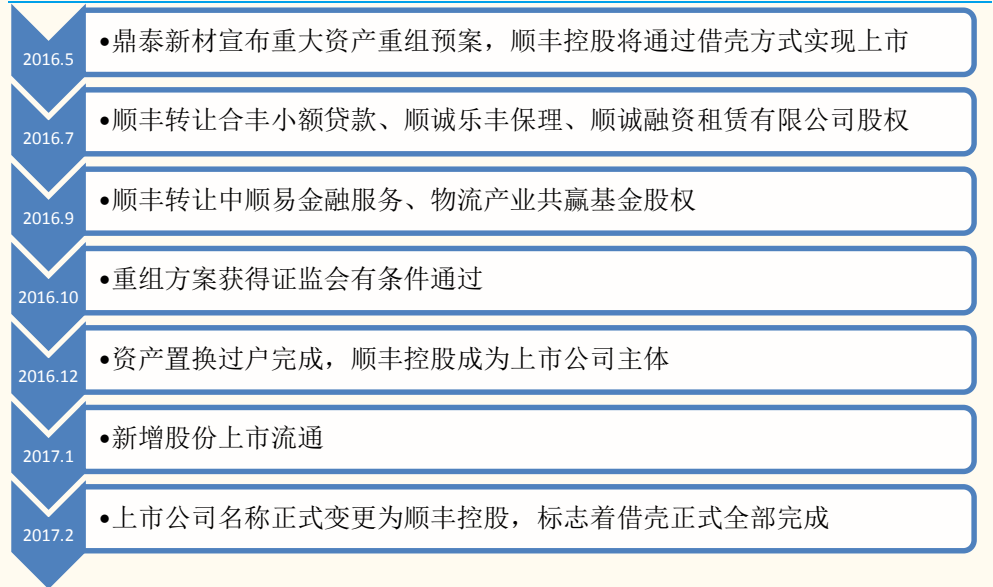 2016.5
•鼎泰新材宣布重大资产重组预案，顺丰控股将通过借壳方式实现上市
2016.7
•顺丰转让合丰小额贷款、顺诚乐丰保理、顺诚融资租赁有限公司股权
2016.9
•顺丰转让中顺易金融服务、物流产业共赢基金股权
2016.10
•重组方案获得证监会有条件通过
2016.12
•资产置换过户完成，顺丰控股成为上市公司主体
2017.1
•新增股份上市流通
2017.2
•上市公司名称正式变更为顺丰控股，标志着借壳正式全部完成